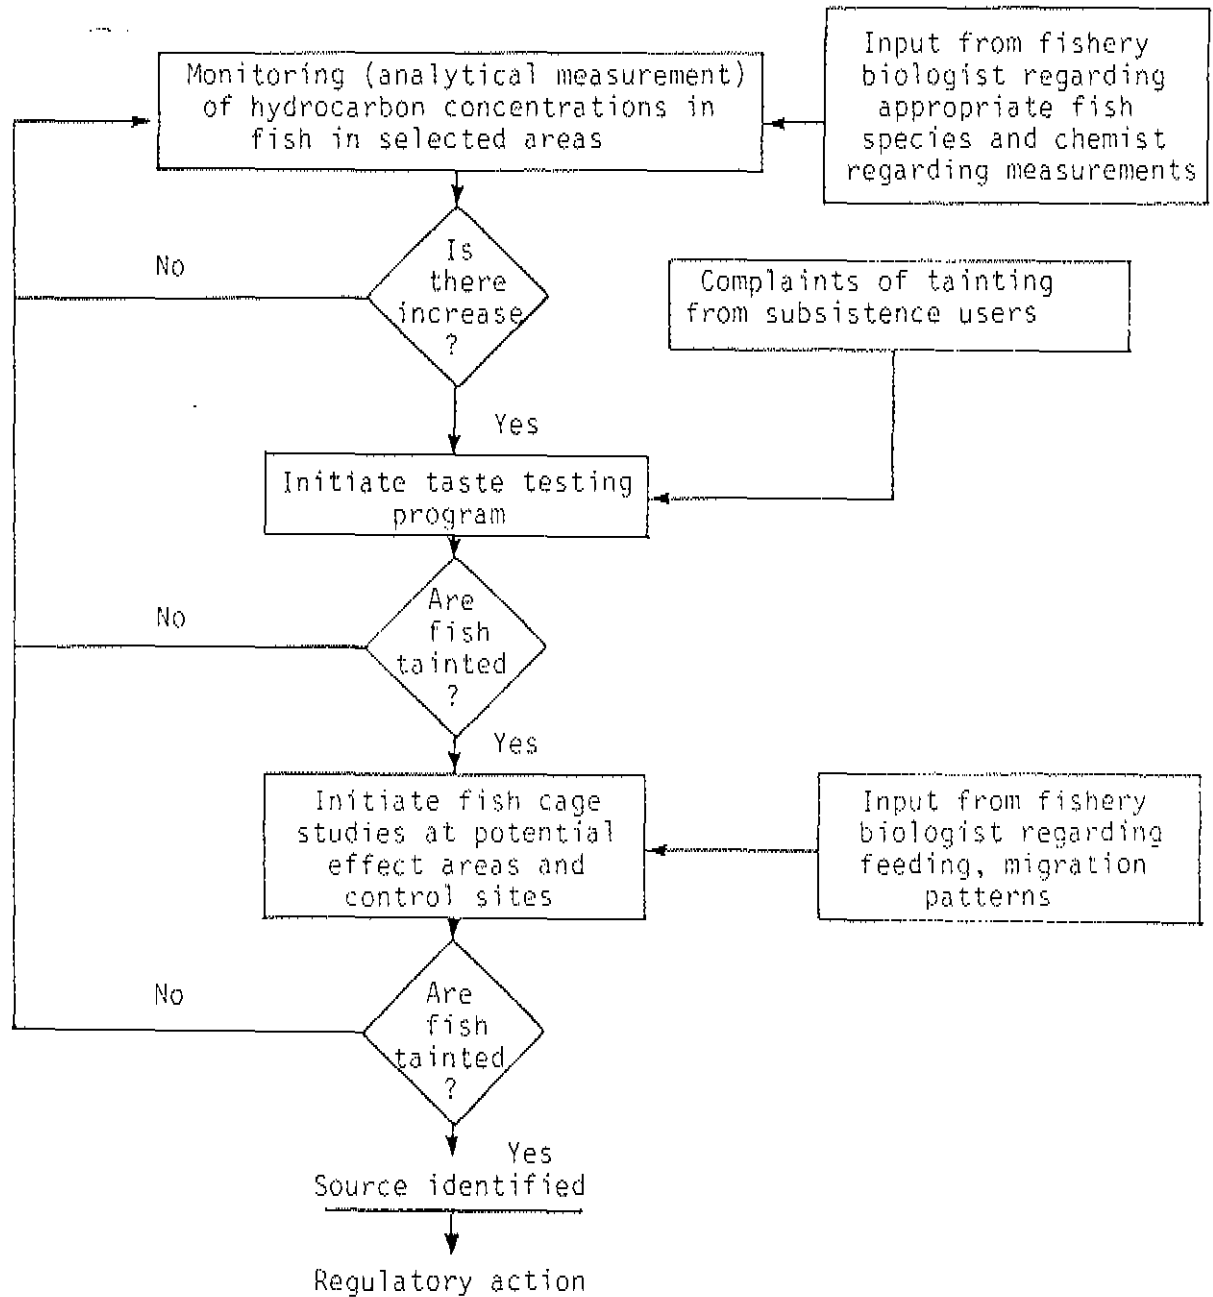 Monitoring (analytical measurement)
of hydrocarbon concentrations in
fish in selected areas
Input from fishery
biologist regarding
appropriate fish
species and chemist
regarding measurements
Is
there
increase
?
No
Yes
Complaints of tainting
from subsistence users
Initiate taste testing
program
Are
fish
tainted
?
No
Yes
Initiate fish cage
studies at potential
effect areas and
control sites
Input from fishery
biologist regarding
feeding, migration
patterns
Are
fish
tainted
?
No
Yes
Source identified
Regulatory action